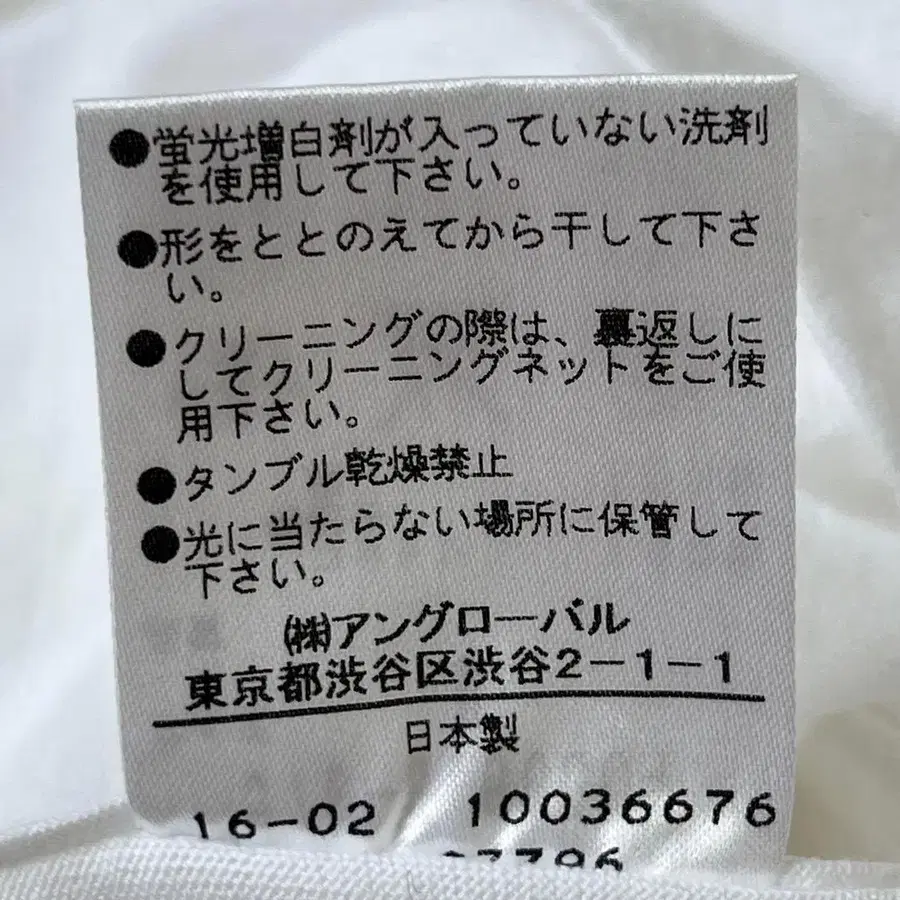 ●蛍光増白剤が入っていない洗剤
を使用して下さい。
●形をととのえてから干して下さ
い。
●クリーニングの際は、裏返しに
してクリーニングネットをご使
用下さい。
●タンブル乾燥禁止
●光に当たらない場所に保管して
下さい。
㈱アングローバル
東京都渋谷区渋谷2-1-1
日本製
16-02 10036676